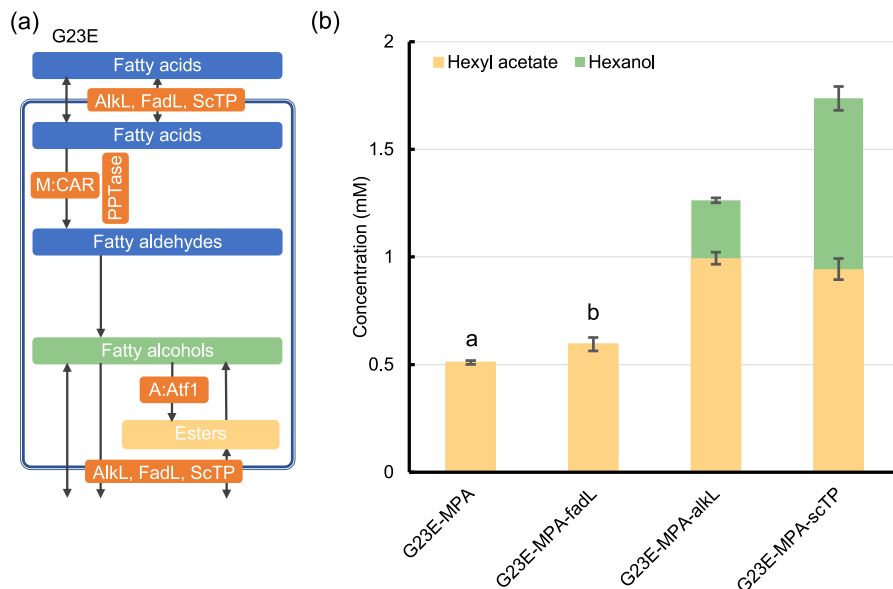 (a)
G23E
Fatty acids
AlkL, FadL, ScTP
Fatty acids
M:CAR
PPTase
Fatty aldehydes
Fatty alcohols
A:Atf1
Esters
AlkL, FadL, ScTP
(b)
2
1.5
1
0.5
0
Concentration (mM)
Hexyl acetate
Hexanol
a
b
G23E-MPA
G23E-MPA-fadL
G23E-MPA-alkL
G23E-MPA-scTP